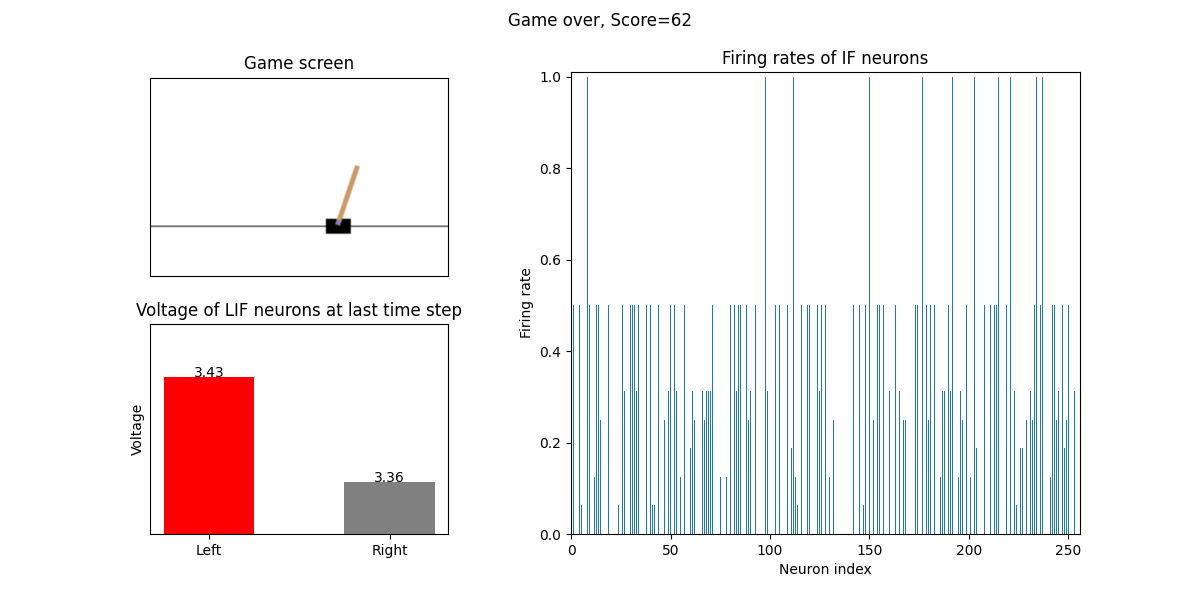 Game over, Score=62
Game screen
Voltage of LIF neurons at last time step
Voltage
3.43
3.36
Left
Right
Firing rates of IF neurons
Firing rate
1.0
0.8
0.6
0.4
0.2
0.0
0
50
100
150
200
250
Neuron index